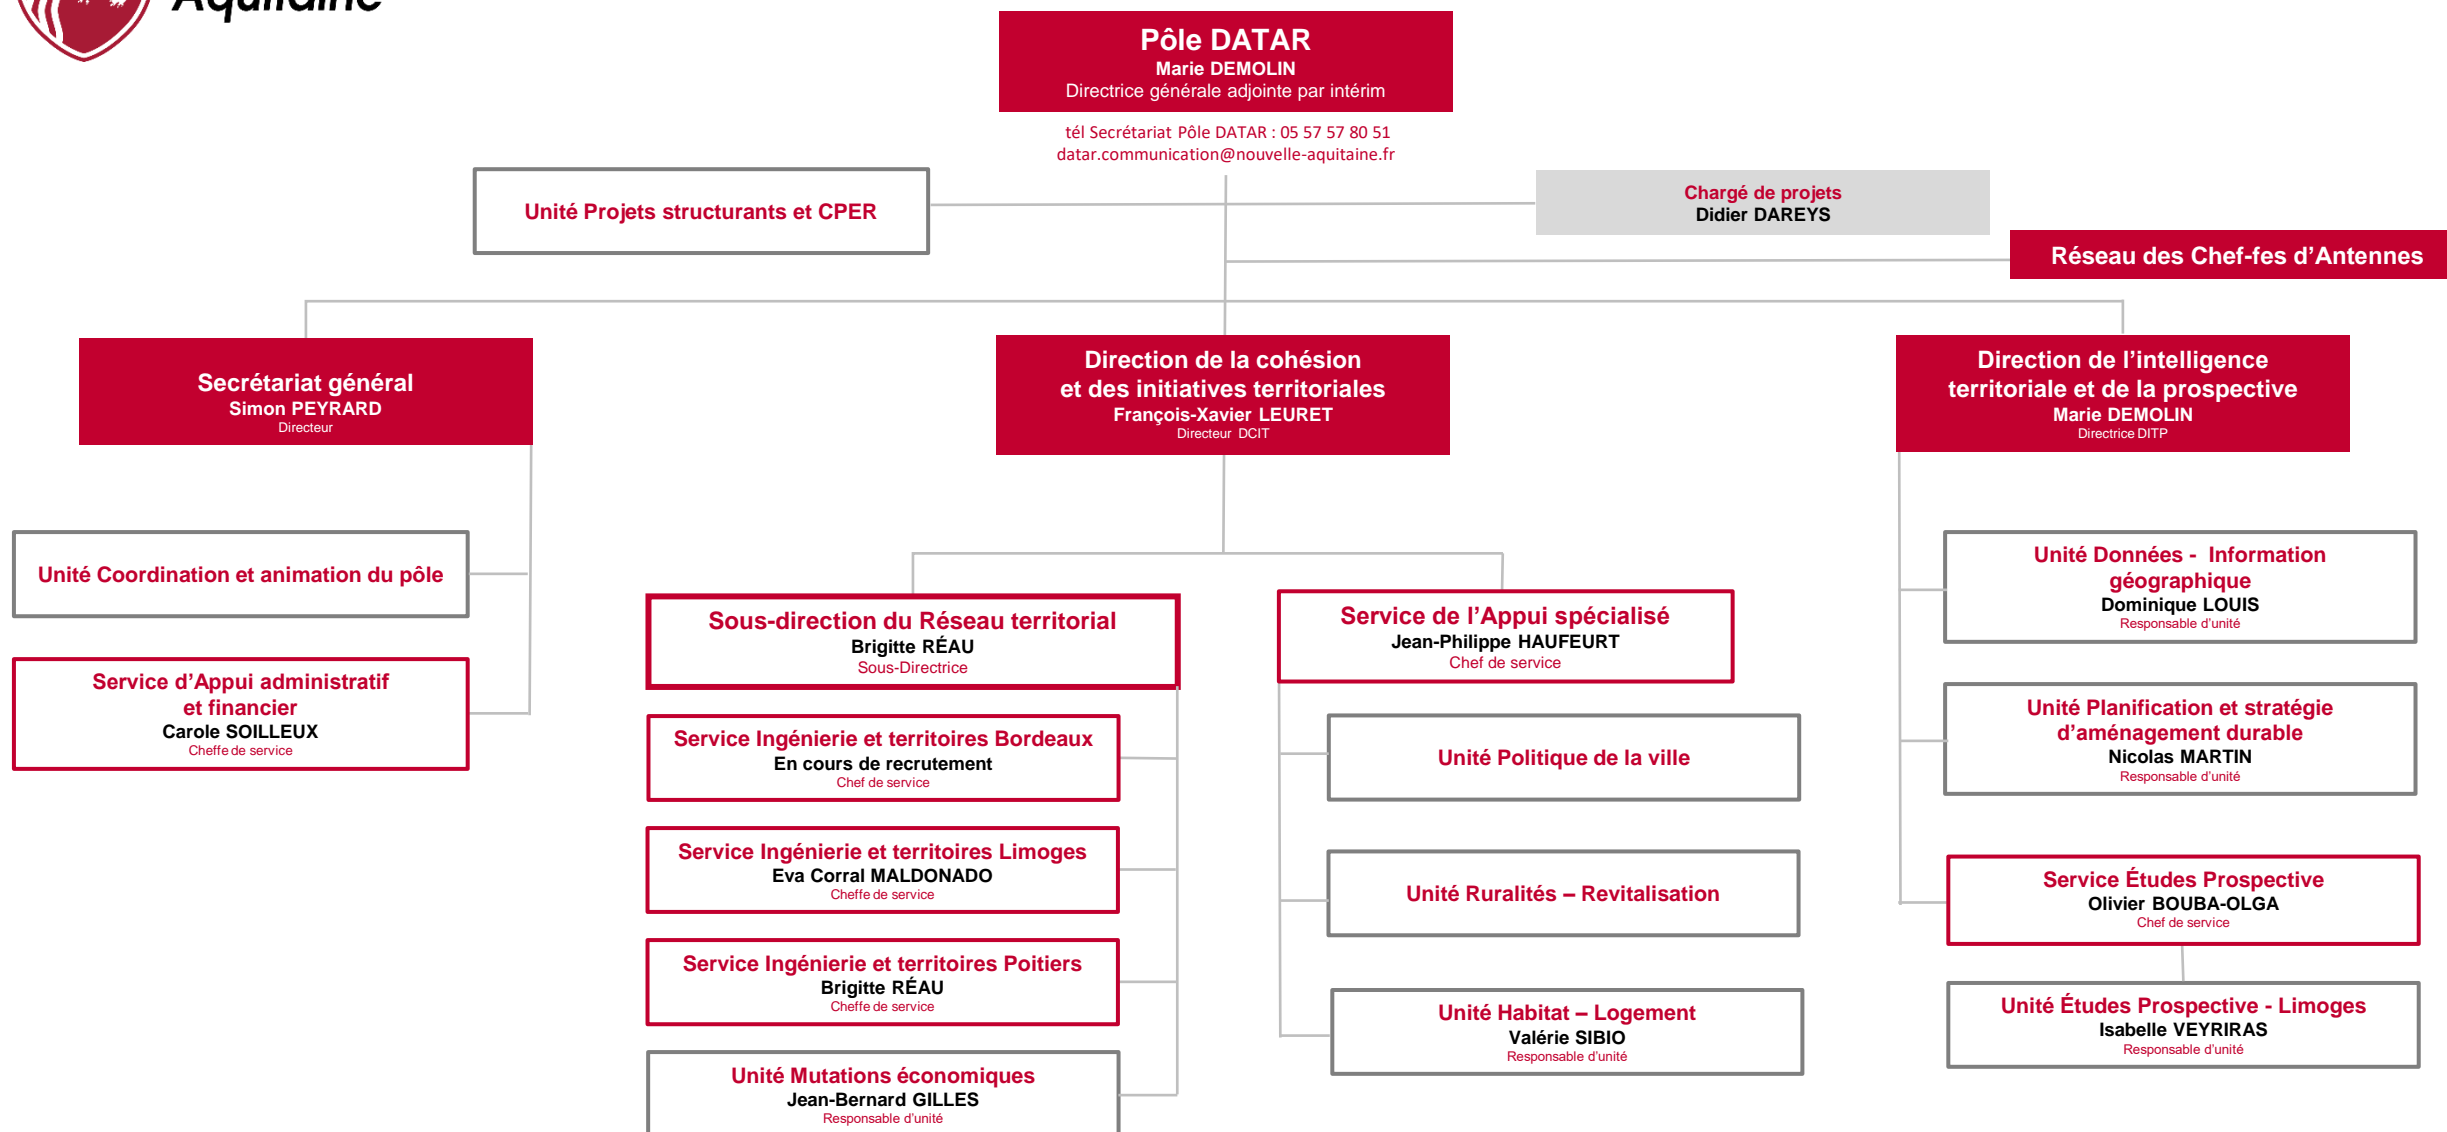 Aquitaine
Pôle DATAR
Marie DEMOLIN
Directrice générale adjointe par intérim
tél Secrétariat Pôle DATAR : 05 57 57 80 51
datar.communication@nouvelle-aquitaine.fr
Unité Projets structurants et CPER
Chargé de projets
Didier DAREYS
Réseau des Chef-fes d’Antennes
Secrétariat général
Simon PEYRARD
Directeur
Direction de la cohésion
et des initiatives territoriales
François-Xavier LEURET
Directeur DCIT
Direction de l’intelligence
territoriale et de la prospective
Marie DEMOLIN
Directrice DITP
Unité Coordination et animation du pôle
Service d’Appui administratif
et financier
Carole SOILLEUX
Cheffe de service
Sous-direction du Réseau territorial
Brigitte RÉAU
Sous-Directrice
Service Ingénierie et territoires Bordeaux
En cours de recrutement
Chef de service
Service Ingénierie et territoires Limoges
Eva Corral MALDONADO
Cheffe de service
Service Ingénierie et territoires Poitiers
Brigitte RÉAU
Cheffe de service
Unité Mutations économiques
Jean-Bernard GILLES
Responsable d’unité
Service de l’Appui spécialisé
Jean-Philippe HAUFEURT
Chef de service
Unité Politique de la ville
Unité Ruralités – Revitalisation
Unité Habitat – Logement
Valérie SIBIO
Responsable d’unité
Unité Données - Information
géographique
Dominique LOUIS
Responsable d’unité
Unité Planification et stratégie
d’aménagement durable
Nicolas MARTIN
Responsable d’unité
Service Études Prospective
Olivier BOUBA-OLGA
Chef de service
Unité Études Prospective - Limoges
Isabelle VEYRIRAS
Responsable d’unité